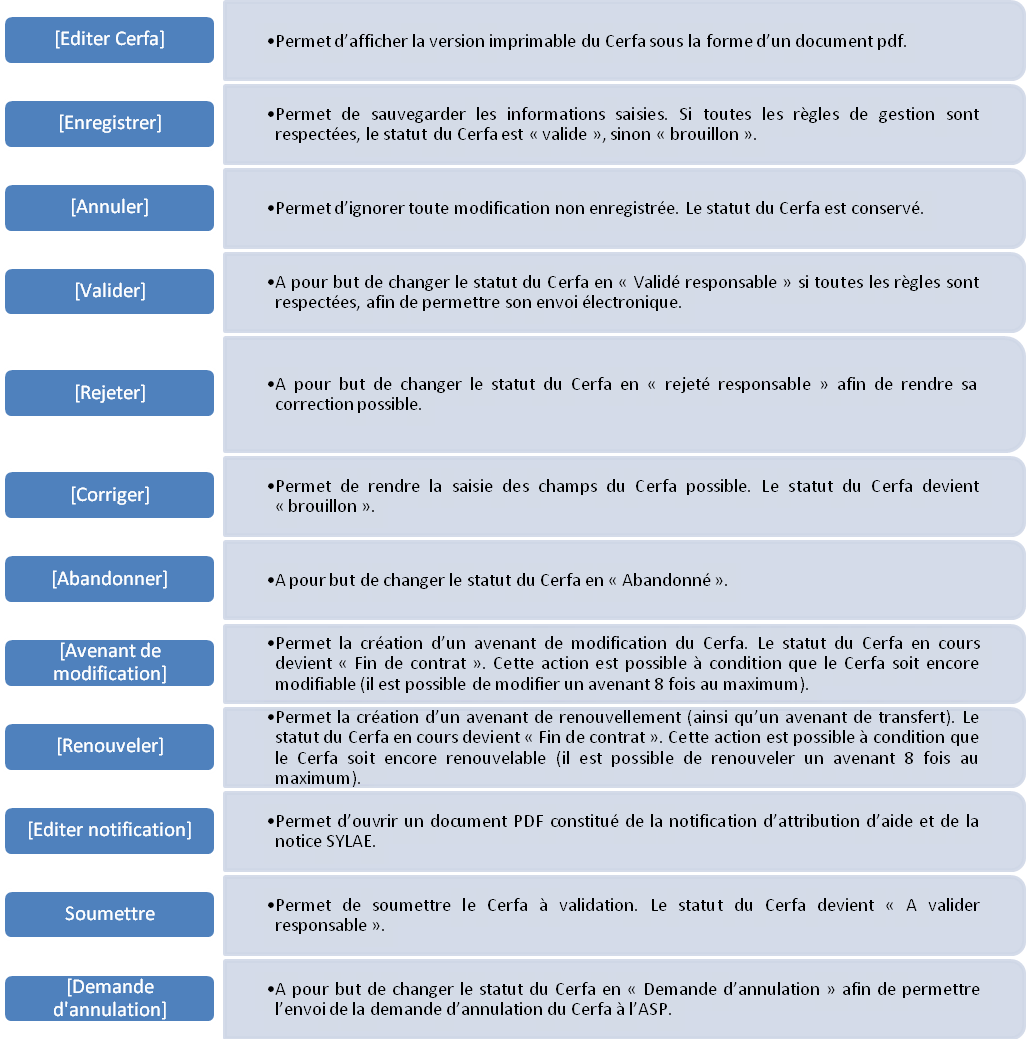 [Editer Cerfa]
•Permet d’afficher la version imprimable du Cerfa sous la forme d’un document pdf.
[Enregistrer]
•Permet de sauvegarder les informations saisies. Si toutes les règles de gestion sont
respectées, le statut du Cerfa est « valide », sinon « brouillon ».
[Annuler]
•Permet d’ignorer toute modification non enregistrée. Le statut du Cerfa est conservé.
[Valider]
•A pour but de changer le statut du Cerfa en « Validé responsable » si toutes les règles sont
respectées, afin de permettre son envoi électronique.
[Rejeter]
•A pour but de changer le statut du Cerfa en « rejeté responsable » afin de rendre sa
correction possible.
[Corriger]
•Permet de rendre la saisie des champs du Cerfa possible. Le statut du Cerfa devient
« brouillon ».
[Abandonner]
•A pour but de changer le statut du Cerfa en « Abandonné ».
[Avenant de
modification]
•Permet la création d’un avenant de modification du Cerfa. Le statut du Cerfa en cours
devient « Fin de contrat ». Cette action est possible à condition que le Cerfa soit encore
modifiable (il est possible de modifier un avenant 8 fois au maximum).
[Renouveler]
•Permet la création d’un avenant de renouvellement (ainsi qu’un avenant de transfert). Le
statut du Cerfa en cours devient « Fin de contrat ». Cette action est possible à condition que
le Cerfa soit encore renouvelable (il est possible de renouveler un avenant 8 fois au
maximum).
[Editer notification]
•Permet d’ouvrir un document PDF constitué de la notification d’attribution d’aide et de la
notice SYLAE.
Soumettre
•Permet de soumettre le Cerfa à validation. Le statut du Cerfa devient « A valider
responsable ».
[Demande
d'annulation]
•A pour but de changer le statut du Cerfa en « Demande d’annulation » afin de permettre
l’envoi de la demande d’annulation du Cerfa à l’ASP.